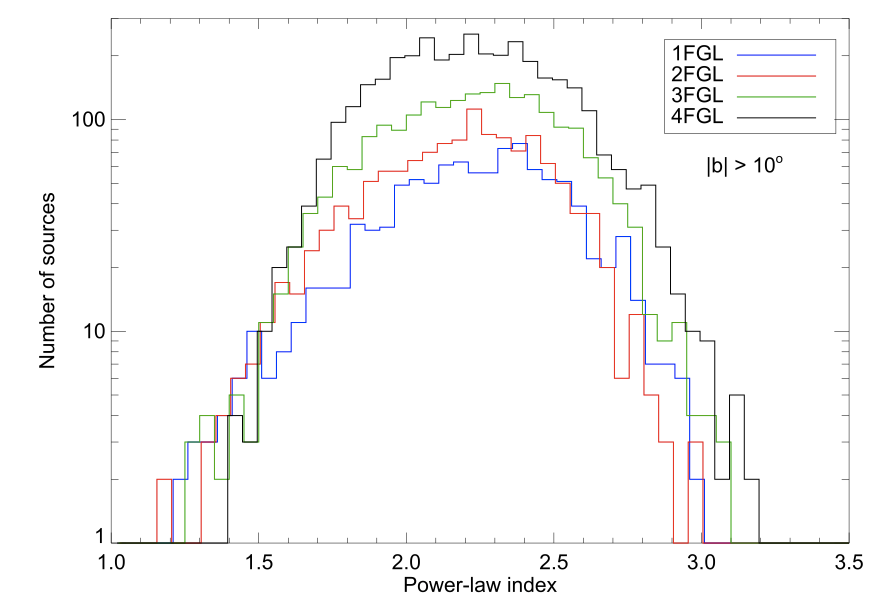 1FGL
2FGL
3FGL
4FGL
|b| > 10°
100
10
1
Number of sources
1.0 1.5 2.0 2.5 3.0 3.5
Power-law index